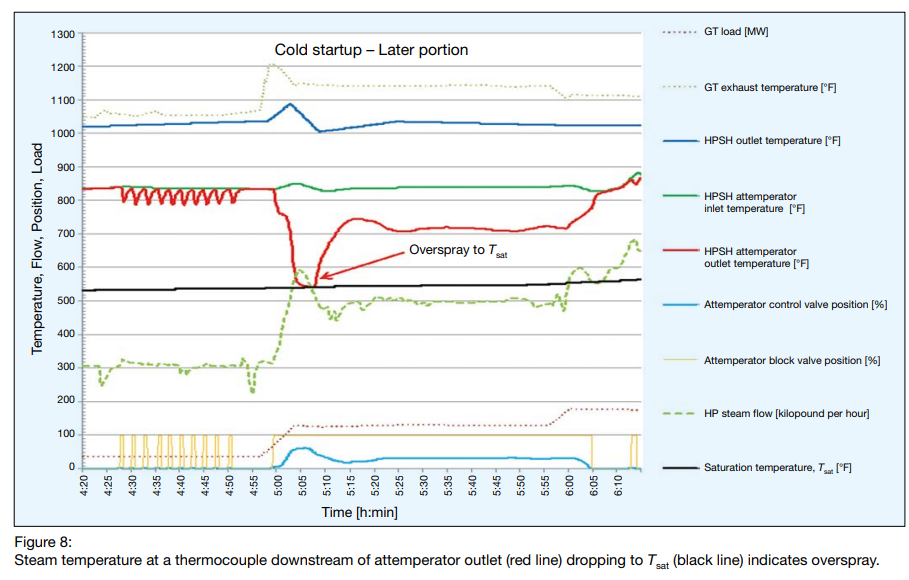 Cold startup – Later portion
Temperature, Flow, Position, Load
1300
1200
1100
1000
900
800
700
600
500
400
300
200
100
0
Overspray to Tsat
4:20
4:25
4:30
4:35
4:40
4:45
4:50
4:55
5:00
5:05
5:10
5:15
5:20
5:25
5:30
5:35
5:40
5:45
5:50
5:55
6:00
6:05
6:10
Time [h:min]
GT load [MW]
GT exhaust temperature [°F]
HPSH outlet temperature [°F]
HPSH attemperator
inlet temperature [°F]
HPSH attemperator
outlet temperature [°F]
Attemperator control valve position [%]
Attemperator block valve position [%]
HP steam flow [kilopound per hour]
Saturation temperature, Tsat [°F]
Figure 8:
Steam temperature at a thermocouple downstream of attemperator outlet (red line) dropping to Tsat (black line) indicates overspray.